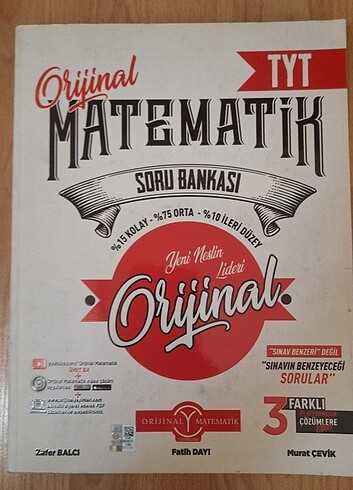 Orijinal
TYT
MATEMATİK
SORU BANKASI
%15 KOLAY - %75 ORTA - %10 İLERİ DÜZEY
Yeni Neslin
Lideri
Orijinal
"SINAV BENZERİ" DEĞİL
"SINAVIN BENZEYECEĞİ
SORULAR"
3 FARKLI
ÇÖZÜMLERE
ORİJİNAL MATEMATİK
Zafer BALCI
Fatih DAYI
Murat ÇEVİK